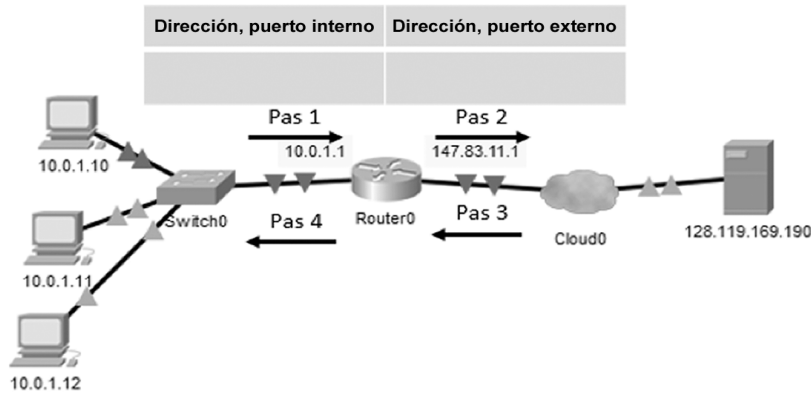 Dirección, puerto interno
Dirección, puerto externo
Pas 1
Pas 2
10.0.1.1
147.83.11.1
10.0.1.10
Switch0
Router0
Pas 3
Pas 4
Cloud0
128.119.169.190
10.0.1.11
10.0.1.12